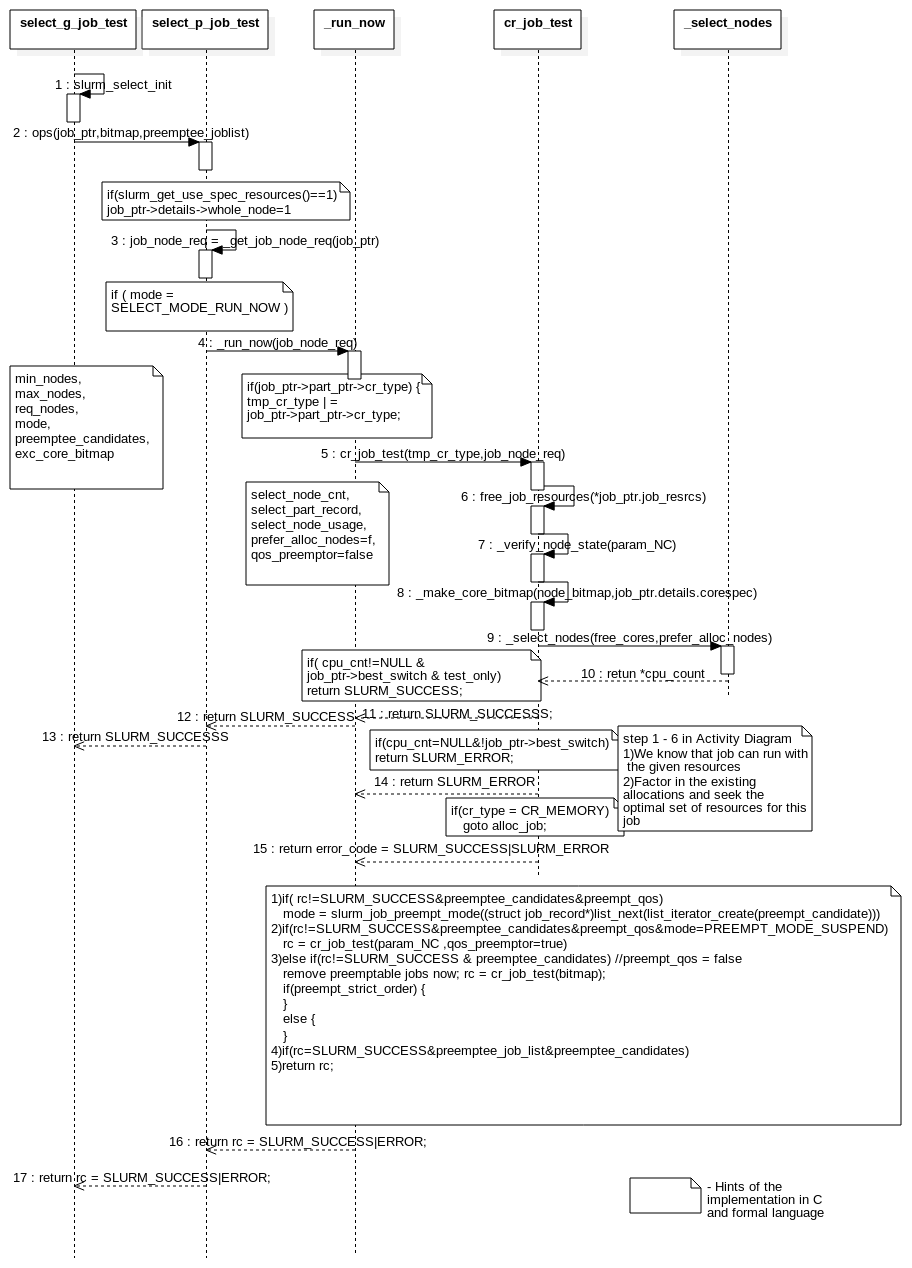 select_g_job_test
select_p_job_test
_run_now
cr_job_test
_select_nodes
1 : slurm_select_init
2 : ops(job_ptr,bitmap,preemptee_joblist)
if(slurm_get_use_spec_resources()==1)
job_ptr->details->whole_node=1
3 : job_node_req = _get_job_node_req(job_ptr)
if ( mode =
SELECT_MODE_RUN_NOW )
4 : _run_now(job_node_req)
min_nodes,
max_nodes,
req_nodes,
mode,
preemptee_candidates,
exc_core_bitmap
if(job_ptr->part_ptr->cr_type) {
tmp_cr_type | =
job_ptr->part_ptr->cr_type;
5 : cr_job_test(tmp_cr_type,job_node_req)
select_node_cnt,
select_part_record,
select_node_usage,
prefer_alloc_nodes=f,
qos_preemptor=false
6 : free_job_resources(*job_ptr.job_resrcs)
7 : _verify_node_state(param_NC)
8 : _make_core_bitmap(node_bitmap,job_ptr.details.corespec)
9 : _select_nodes(free_cores,prefer_alloc_nodes)
if( cpu_cnt!=NULL &
job_ptr->best_switch & test_only)
return SLURM_SUCCESS;
10 : retun *cpu_count
11 : return SLURM_SUCCESSS;
12 : return SLURM_SUCCESS
13 : return SLURM_SUCCESSS
if(cpu_cnt=NULL&!job_ptr->best_switch)
return SLURM_ERROR;
step 1 - 6 in Activity Diagram
1)We know that job can run with
the given resources
2)Factor in the existing
allocations and seek the
optimal set of resources for this
job
14 : return SLURM_ERROR
if(cr_type = CR_MEMORY)
goto alloc_job;
15 : return error_code = SLURM_SUCCESS|SLURM_ERROR
1)if( rc!=SLURM_SUCCESS&preemptee_candidates&preempt_qos)
mode = slurm_job_preempt_mode((struct job_record*)list_next(list_iterator_create(preempt_candidate)))
2)if(rc!=SLURM_SUCCESS&preemptee_candidates&preempt_qos&mode=PREEMPT_MODE_SUSPEND)
rc = cr_job_test(param_NC ,qos_preemptor=true)
3)else if(rc!=SLURM_SUCCESS & preemptee_candidates) //preempt_qos = false
remove preemptable jobs now; rc = cr_job_test(bitmap);
if(preempt_strict_order) {
}
else {
}
4)if(rc=SLURM_SUCCESS&preemptee_job_list&preemptee_candidates)
5)return rc;
16 : return rc = SLURM_SUCCESS|ERROR;
17 : return rc = SLURM_SUCCESS|ERROR;
- Hints of the
implementation in C
and formal language